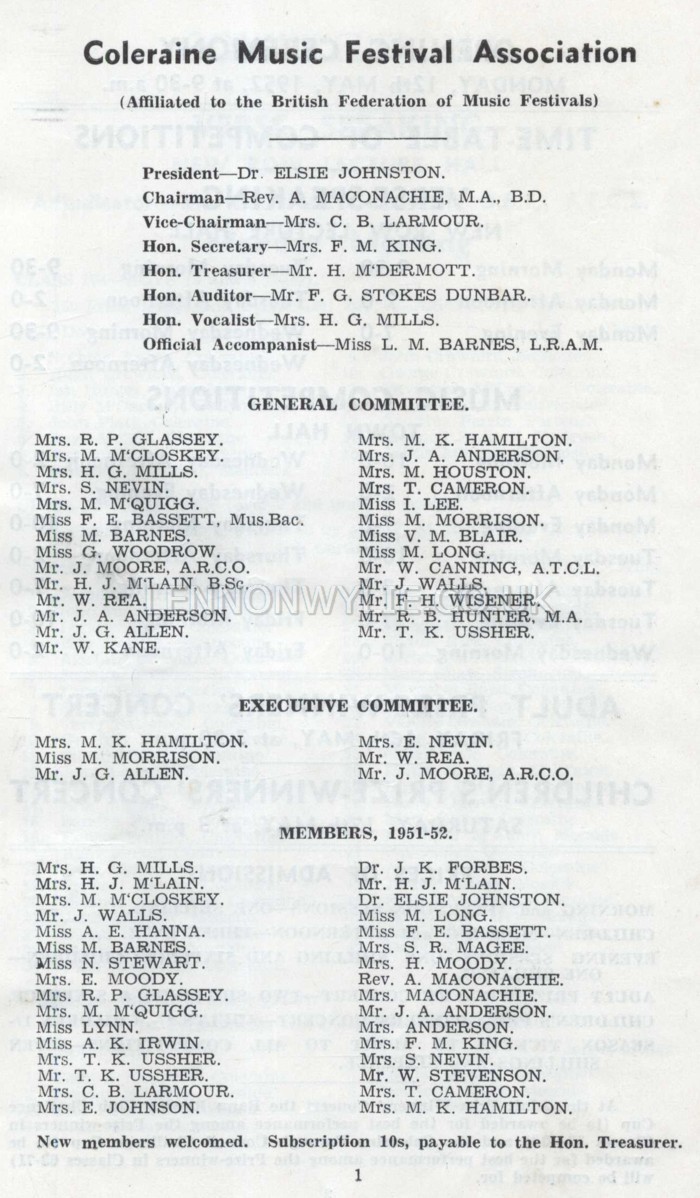 Coleraine Music Festival Association
(Affiliated to the British Federation of Music Festivals)
President—Dr. ELSIE JOHNSTON.
Chairman—Rev. A. MACONACHIE, M.A., B.D.
Vice-Chairman—Mrs. C. B. LARMOUR.
Hon. Secretary—Mrs. F. M. KING.
Hon. Treasurer—Mr. H. M‘DERMOTT.
Hon. Auditor—Mr. F. G. STOKES DUNBAR.
Hon. Vocalist—Mrs. H. G. MILLS.
Official Accompanist—Miss L. M. BARNES, L.R.A.M.
GENERAL COMMITTEE.
Mrs. R. P. GLASSEY.
Mrs. M. M‘CLOSKEY.
Mrs. H. G. MILLS.
Mrs. S. NEVIN.
Mrs. M. M‘QUIGG.
Miss F. E. BASSETT, Mus.Bac.
Miss M. BARNES.
Miss G. WOODROW.
Mr. J. MOORE, A.R.C.O.
Mr. H. J. M‘LAIN, B.Sc.
Mr. W. REA.
Mr. J. A. ANDERSON.
Mr. J. G. ALLEN.
Mr. W. KANE.
Mrs. M. K. HAMILTON.
Mrs. J. A. ANDERSON.
Mrs. M. HOUSTON.
Mrs. T. CAMERON.
Miss I. LEE.
Miss M. MORRISON.
Miss V. M. BLAIR.
Miss M. LONG.
Mr. W. CANNING, A.T.C.L.
Mr. J. WALLS.
Mr. F. H. WISENER.
Mr. R. B. HUNTER, M.A.
Mr. T. K. USSHER.
LENNONWYLIE.CO.UK
EXECUTIVE COMMITTEE.
Mrs. M. K. HAMILTON.
Miss M. MORRISON.
Mr. J. G. ALLEN.
Mrs. E. NEVIN.
Mr. W. REA.
Mr. J. MOORE, A.R.C.O.
MEMBERS, 1951-52.
Mrs. H. G. MILLS.
Mrs. H. J. M‘LAIN.
Mrs. M. M‘CLOSKEY.
Mr. J. WALLS.
Miss A. E. HANNA.
Miss M. BARNES.
Miss N. STEWART.
Mrs. E. MOODY.
Mrs. R. P. GLASSEY.
Mrs. M. M‘QUIGG.
Miss LYNN.
Miss A. M. K. IRWIN.
Mrs. T. K. USSHER.
Mr. T. K. USSHER.
Mrs. C. B. LARMOUR.
Mrs. E. JOHNSON.
Dr. J. K. FORBES.
Mr. H. J. M‘LAIN.
Dr. ELSIE JOHNSTON.
Miss M. LONG.
Miss F. E. BASSETT.
Mrs. S. R. MAGEE.
Mrs. H. MOODY.
Rev. A. MACONACHIE.
Mrs. MACONACHIE.
Mr. J. A. ANDERSON.
Mrs. ANDERSON.
Mrs. F. M. KING.
Mrs. S. NEVIN.
Mr. W. STEVENSON.
Mrs. T. CAMERON.
Mrs. M. K. HAMILTON.
New members welcomed. Subscription 10s, payable to the Hon. Treasurer.
1